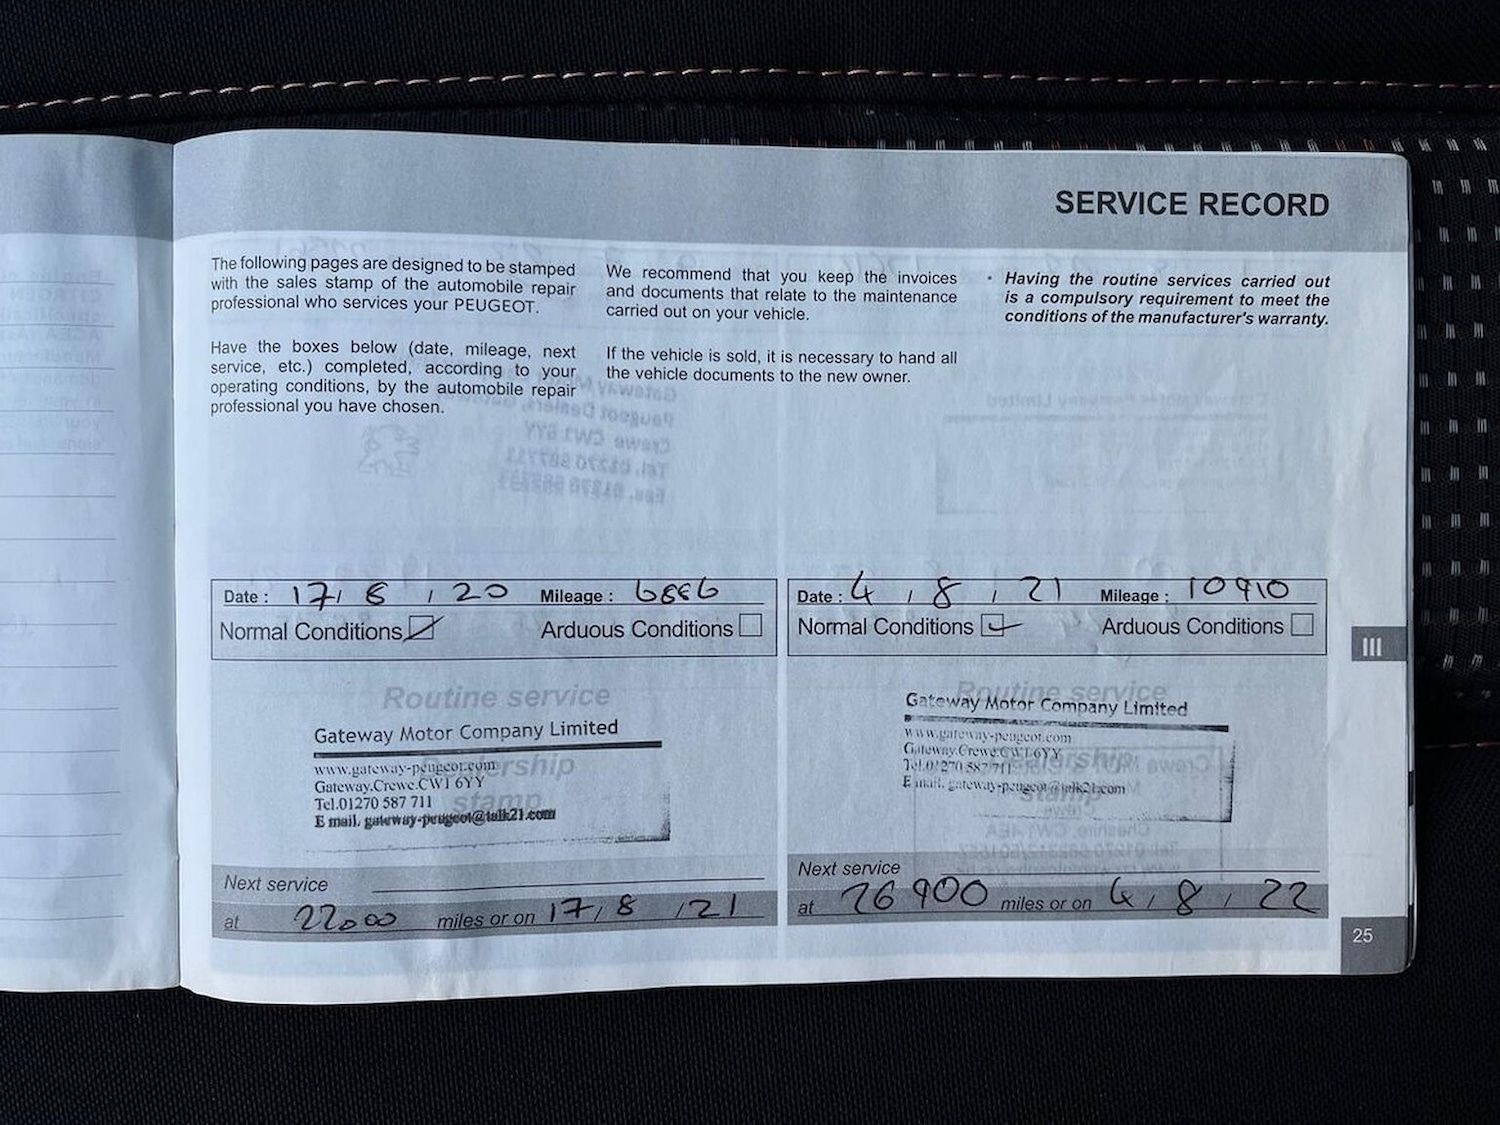 SERVICE RECORD
The following pages are designed to be stamped
with the sales stamp of the automobile repair
professional who services your PEUGEOT.
Have the boxes below (date, mileage, next
service, etc.) completed, according to your
operating conditions, by the automobile repair
professional you have chosen.
We recommend that you keep the invoices
and documents that relate to the maintenance
carried out on your vehicle.
If the vehicle is sold, it is necessary to hand all
the vehicle documents to the new owner.
• Having the routine services carried out
is a compulsory requirement to meet the
conditions of the manufacturer's warranty.
Date : 17/ 8 / 20 Mileage : 6886
Normal Conditions Arduous Conditions
Routine service
Gateway Motor Company Limited
www.gateway-peugeot.com
Gateway.Crewe.CW1 6YY
Tel.01270 587 711
E mail. gateway-peugeot@talk21.com
Dealership
stamp
Next service
at 22000 miles or on 17/ 8 / 21
Date : 4 / 8 / 21 Mileage : 10910
Normal Conditions Arduous Conditions
Routine service
Gateway Motor Company Limited
www.gateway-peugeot.com
Gateway.Crewe.CW1 6YY
Tel.01270 587 711
E mail. gateway-peugeot@talk21.com
Dealership
stamp
Next service
at 26900 miles or on 4 / 8 / 22
III
25